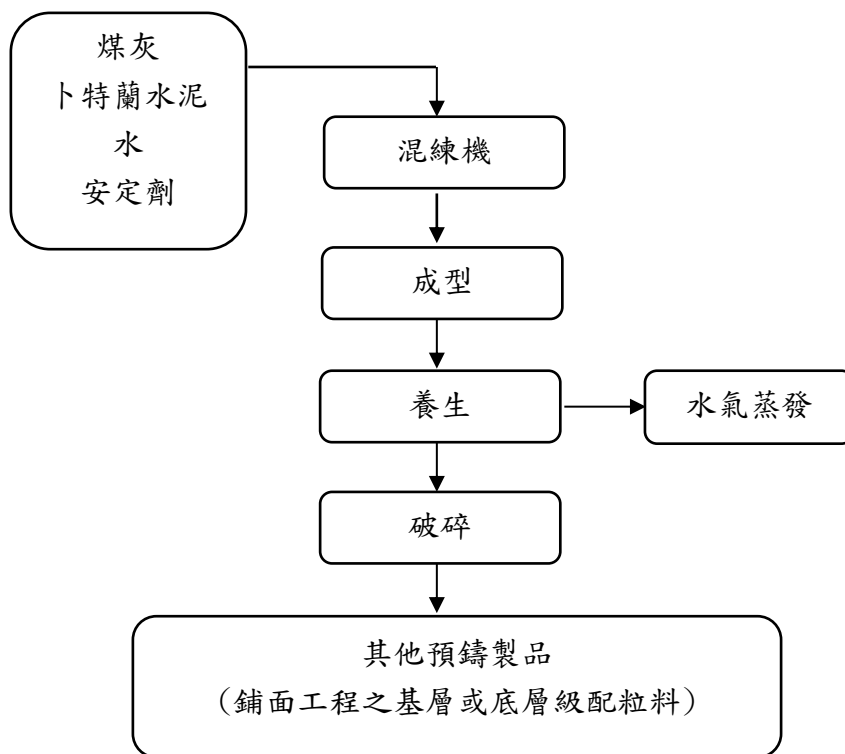 煤灰
卜特蘭水泥
水
安定劑
混練機
成型
養生
水氣蒸發
破碎
其他預鑄製品
（鋪面工程之基層或底層級配粒料）